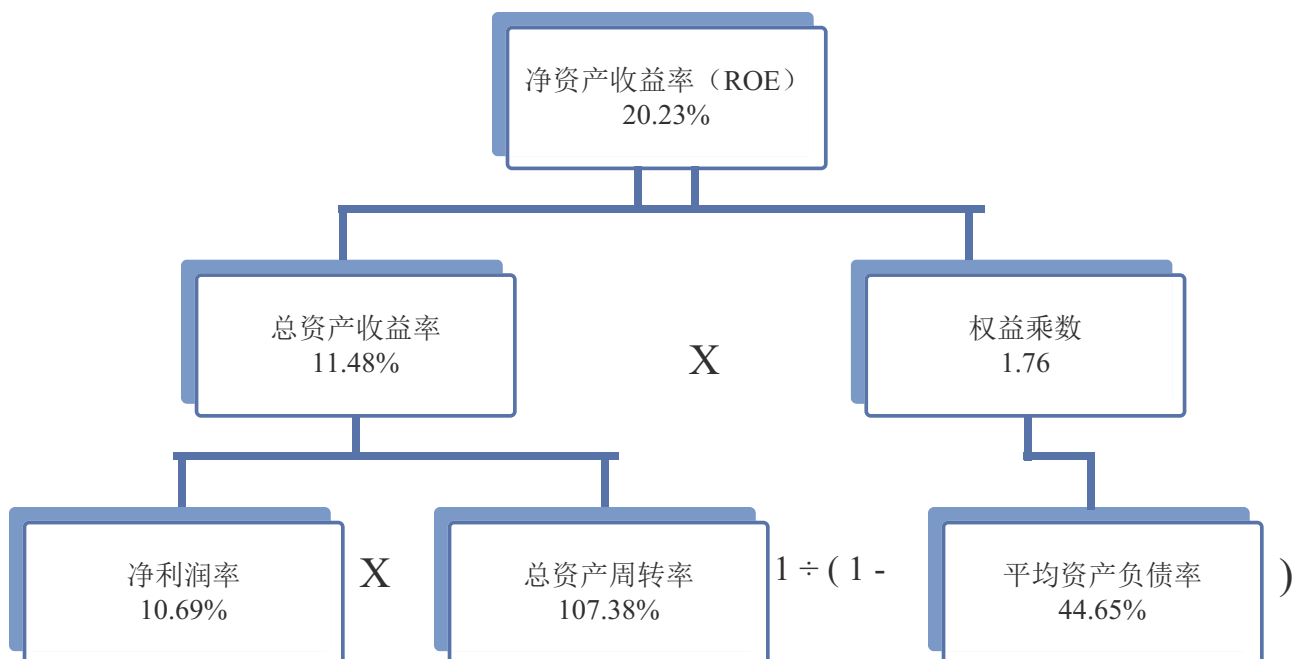 净资产收益率（ROE）
20.23%
总资产收益率
11.48%
X
权益乘数
1.76
净利润率
10.69%
X
总资产周转率
107.38%
1 ÷ ( 1 -
平均资产负债率
44.65%
)